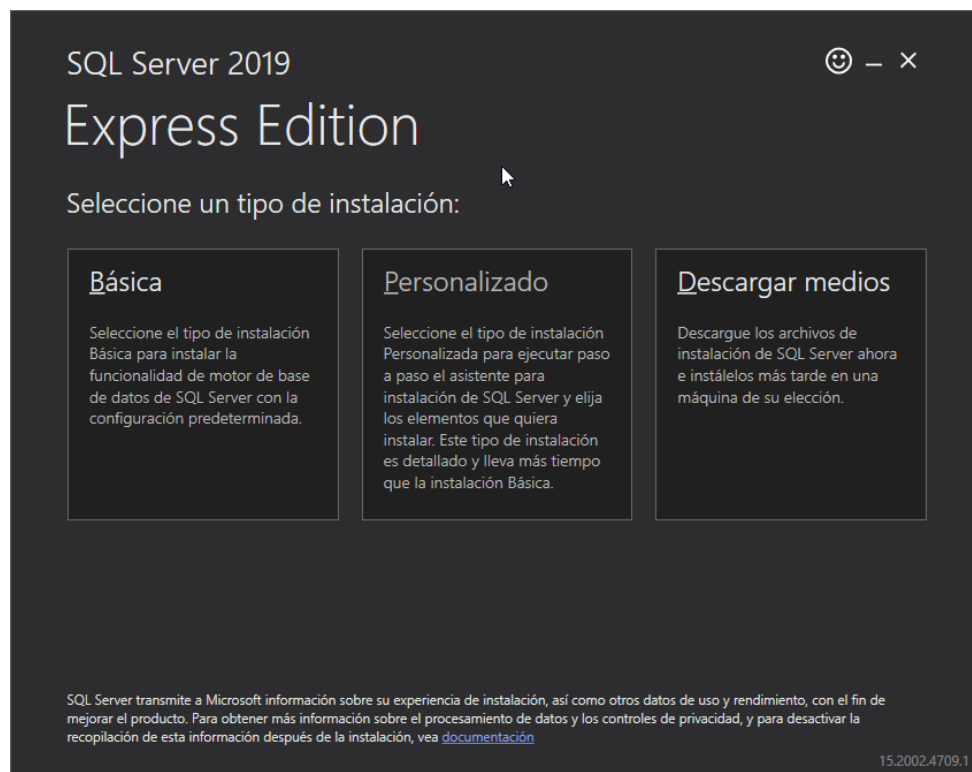 SQL Server 2019
Express Edition
Seleccione un tipo de instalación:
Básica
Seleccione el tipo de instalación
Básica para instalar la
funcionalidad de motor de base
de datos de SQL Server con la
configuración predeterminada.
Personalizado
Seleccione el tipo de instalación
Personalizada para ejecutar paso
a paso el asistente para
instalación de SQL Server y elija
los elementos que quiera
instalar. Este tipo de instalación
es detallado y lleva más tiempo
que la instalación Básica.
Descargar medios
Descargue los archivos de
instalación de SQL Server ahora
e instálelos más tarde en una
máquina de su elección.
SQL Server transmite a Microsoft información sobre su experiencia de instalación, así como otros datos de uso y rendimiento, con el fin de
mejorar el producto. Para obtener más información sobre el procesamiento de datos y los controles de privacidad, y para desactivar la
recopilación de esta información después de la instalación, vea documentación
15.2002.4709.1